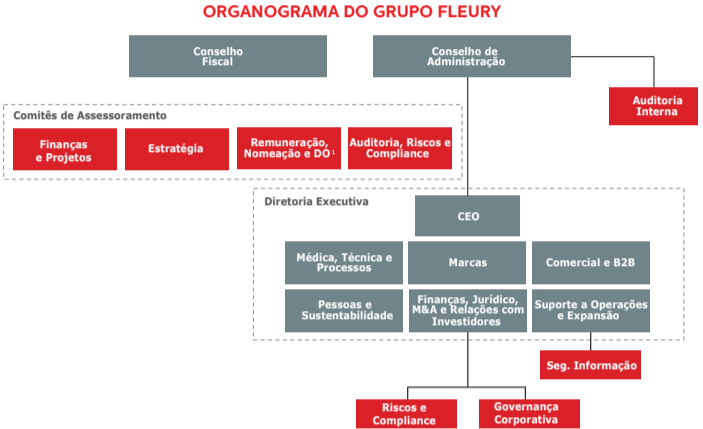 ORGANOGRAMA DO GRUPO FLEURY
Conselho
Fiscal
Conselho de
Administração
Auditoria
Interna
Comitês de Assessoramento
Finanças
e Projetos
Estratégia
Remuneração,
Nomeação e DO¹
Auditoria, Riscos e
Compliance
Diretoria Executiva
CEO
Médica, Técnica e
Processos
Marcas
Comercial e B2B
Pessoas e
Sustentabilidade
Finanças, Jurídico,
M&A e Relações com
Investidores
Suporte a Operações
e Expansão
Seg. Informação
Riscos e
Compliance
Governança
Corporativa